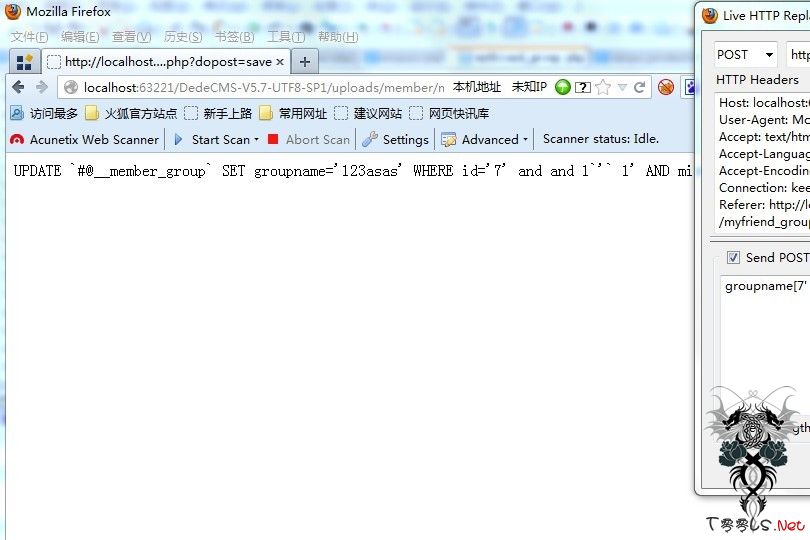 Mozilla Firefox
文件(F) 编辑(E) 查看(V) 历史(S) 书签(B) 工具(T) 帮助(H)
http://localhost....php?dopost=save
localhost:63221/DedeCMS-V5.7-UTF8-SP1/uploads/member/n 本机地址 未知IP
访问最多 火狐官方站点 新手上路 常用网址 建议网站 网页快讯库
Acunetix Web Scanner Start Scan Abort Scan Settings Advanced Scanner status: Idle.
UPDATE `#@__member_group` SET groupname='123asas' WHERE id='7' and and 1`'`` 1' AND mi
Live HTTP Repla
POST http
HTTP Headers
Host: localhost:6
User-Agent: Mo
Accept: text/htm
Accept-Languag
Accept-Encodin
Connection: kee
Referer: http://lo
/myfriend_group
Send POST
groupname[7'
T00LS.Net